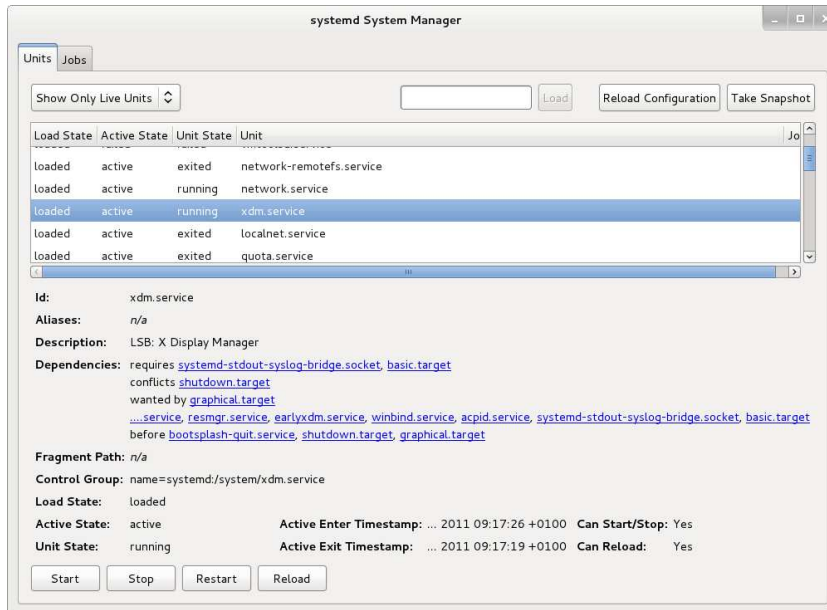 systemd System Manager
Units Jobs
Show Only Live Units Load Reload Configuration Take Snapshot
Load State Active State Unit State Unit Jo
loaded active exited network-remotefs.service
loaded active running network.service
loaded active running xdm.service
loaded active exited localnet.service
loaded active exited quota.service
Id: xdm.service
Aliases: n/a
Description: LSB: X Display Manager
Dependencies: requires systemd-stdout-syslog-bridge.socket, basic.target
conflicts shutdown.target
wanted by graphical.target
....service, resmgr.service, earlyxdm.service, winbind.service, acpid.service, systemd-stdout-syslog-bridge.socket, basic.target
before bootsplash-quit.service, shutdown.target, graphical.target
Fragment Path: n/a
Control Group: name=systemd:/system/xdm.service
Load State: loaded
Active State: active Active Enter Timestamp: ... 2011 09:17:26 +0100 Can Start/Stop: Yes
Unit State: running Active Exit Timestamp: ... 2011 09:17:19 +0100 Can Reload: Yes
Start Stop Restart Reload